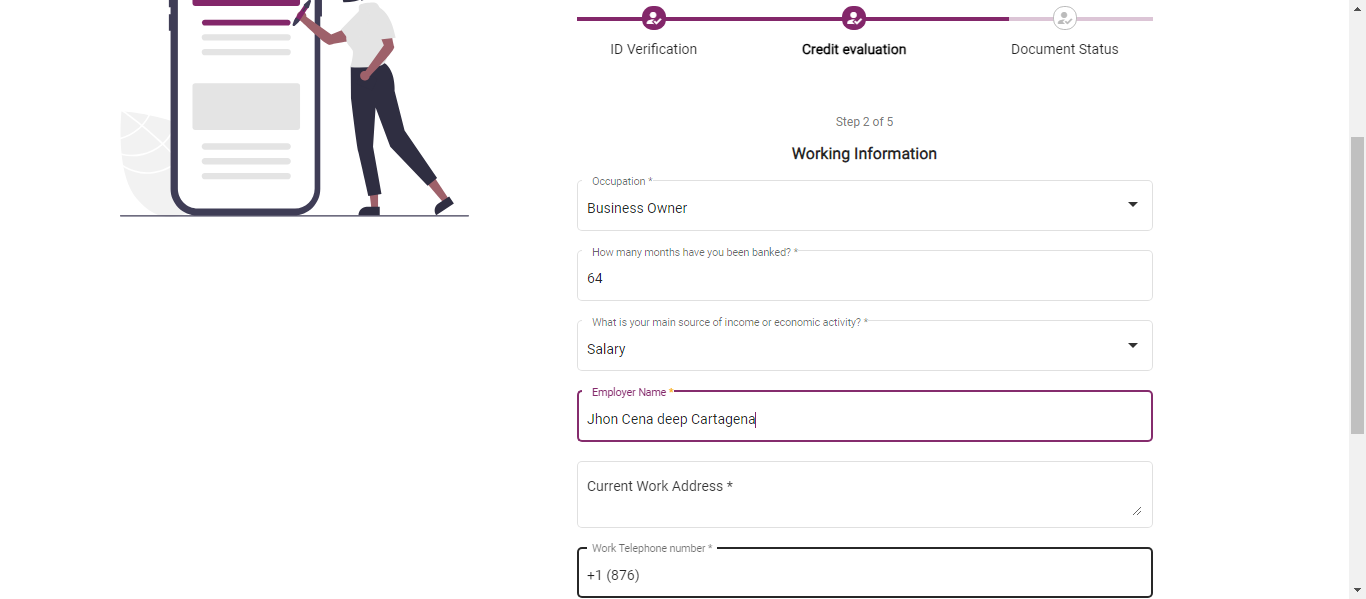 ID Verification
Credit evaluation
Document Status
Step 2 of 5
Working Information
Occupation *
Business Owner
How many months have you been banked? *
64
What is your main source of income or economic activity? *
Salary
Employer Name *
Jhon Cena deep Cartagena
Current Work Address *
Work Telephone number *
+1 (876)